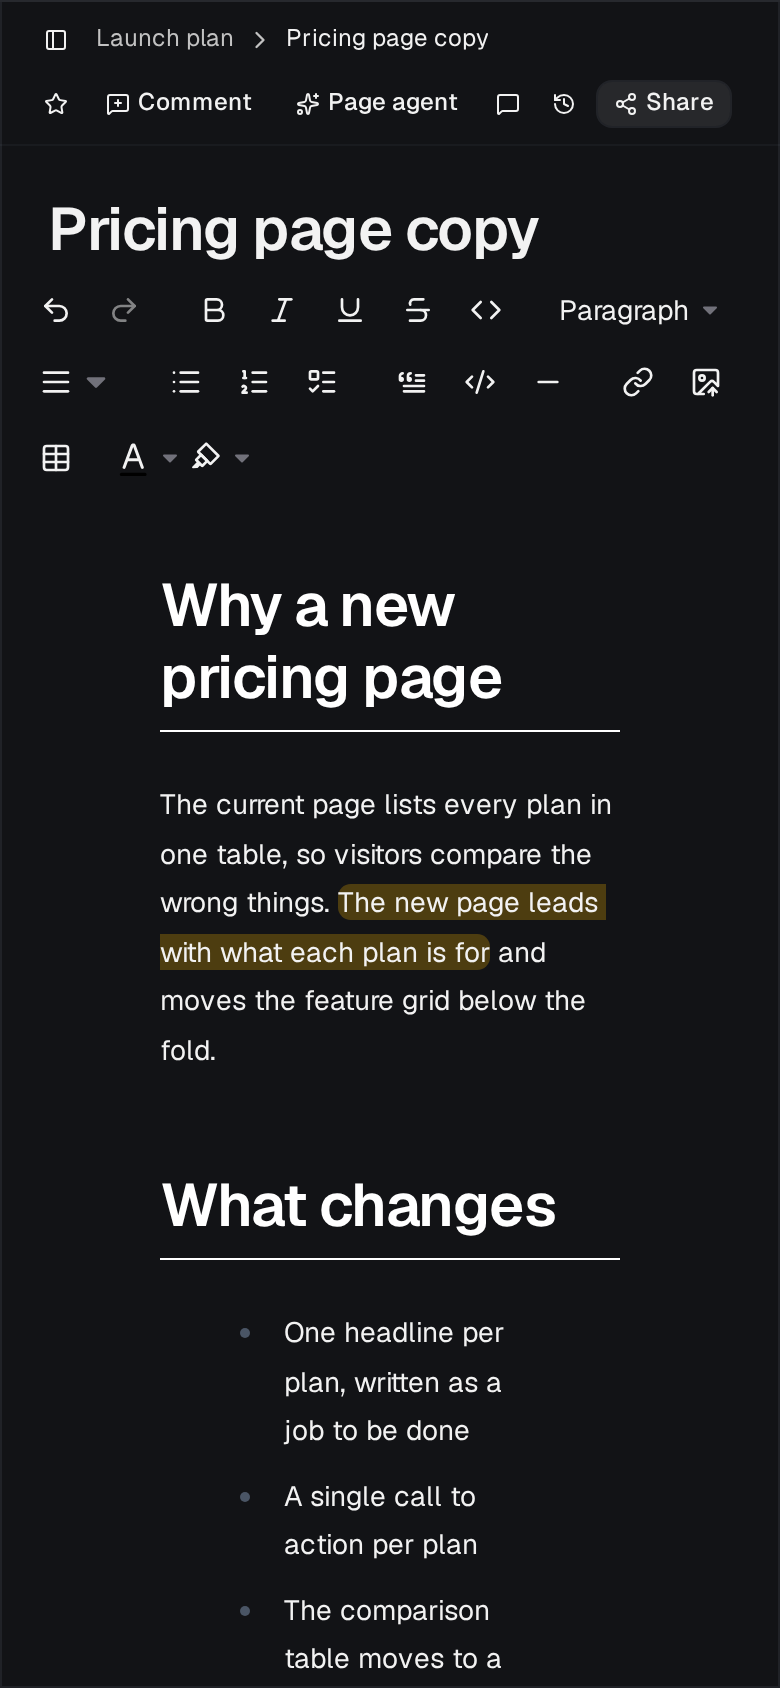 Launch plan > Pricing page copy
Comment Page agent Share
Pricing page copy
Paragraph
Why a new
pricing page
The current page lists every plan in
one table, so visitors compare the
wrong things. The new page leads
with what each plan is for and
moves the feature grid below the
fold.
What changes
One headline per
plan, written as a
job to be done
A single call to
action per plan
The comparison
table moves to a